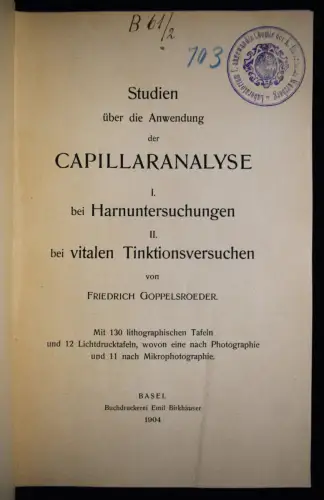 B 61/2
703
Studien
über die Anwendung
der
CAPILLARANALYSE
I.
bei Harnuntersuchungen
II.
bei vitalen Tinktionsversuchen
von
FRIEDRICH GOPPELSROEDER.
Mit 130 lithographischen Tafeln
und 12 Lichtdrucktafeln, wovon eine nach Photographie
und 11 nach Mikrophotographie.
BASEL
Buchdruckerei Emil Birkhäuser
1904